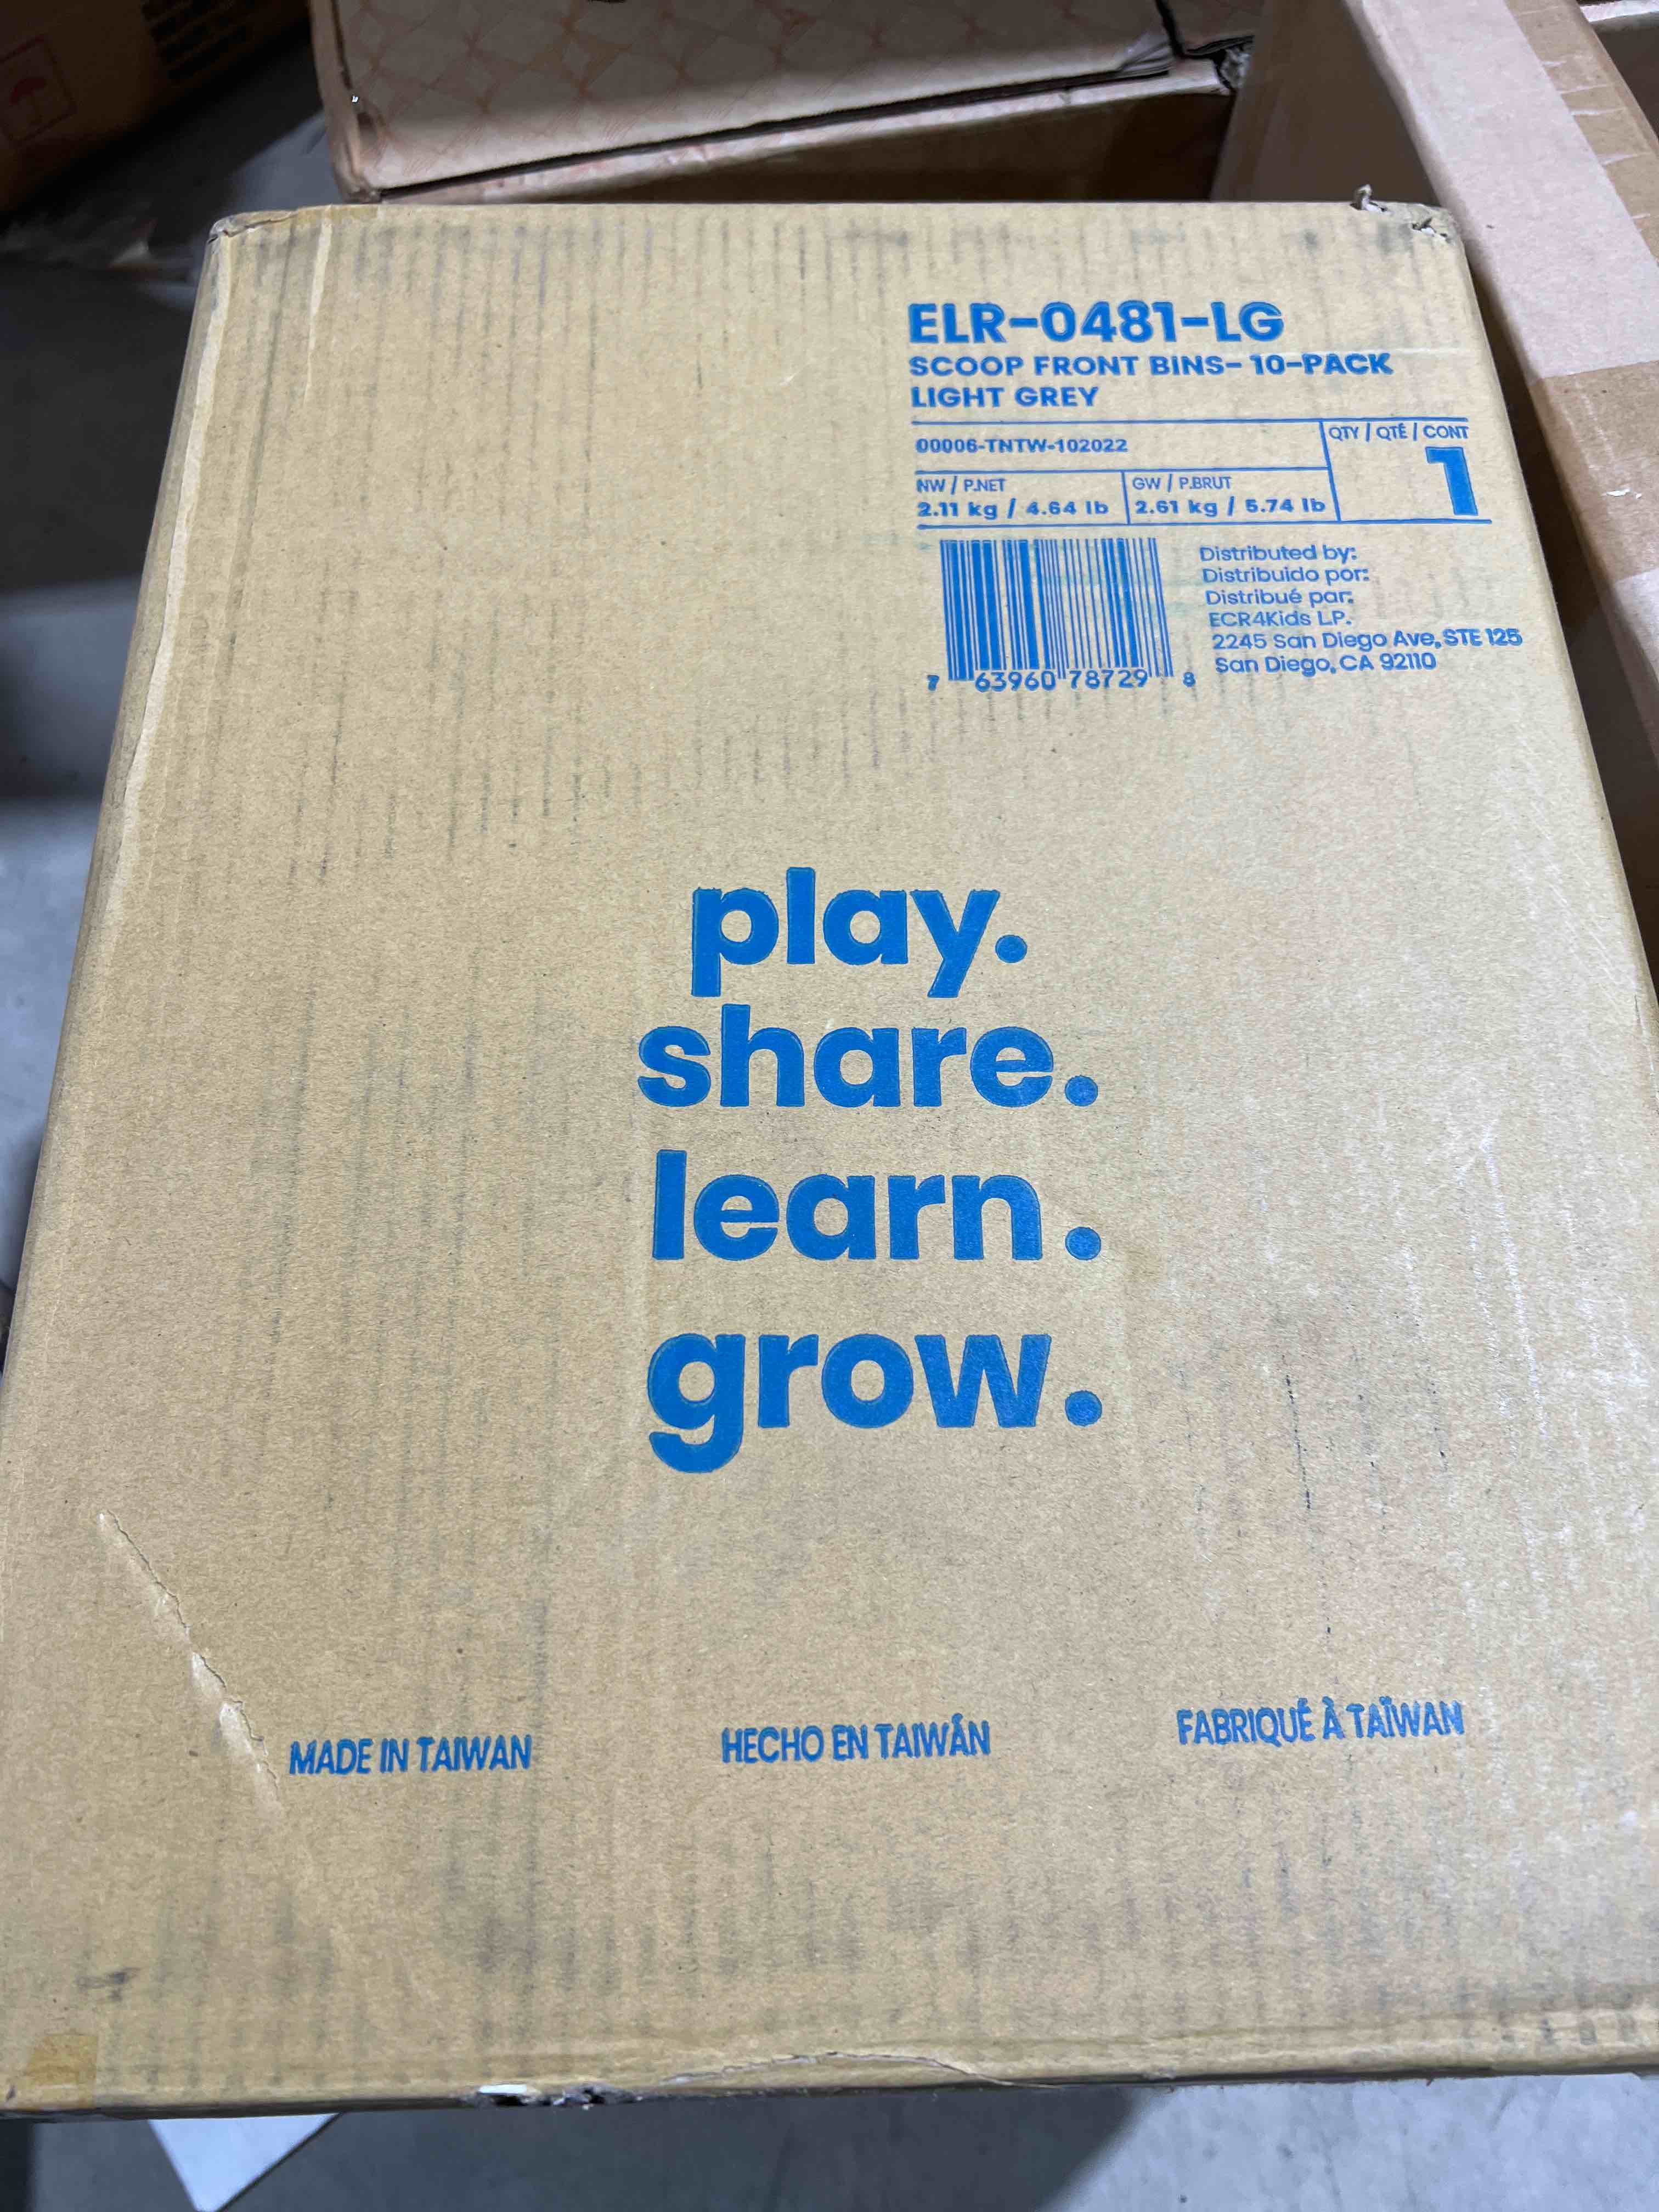 ELR-0481-LG
SCOOP FRONT BINS- 10-PACK
LIGHT GREY
00006-TNTW-102022
QTY / QTÉ / CONT
1
NW / P.NET
2.11 kg / 4.64 lb
GW / P.BRUT
2.61 kg / 5.74 lb
7 63960 78729 8
Distributed by:
Distribuido por:
Distribué par:
ECR4Kids LP.
2245 San Diego Ave, STE 125
San Diego, CA 92110
play.
share.
learn.
grow.
MADE IN TAIWAN
HECHO EN TAIWÁN
FABRIQUÉ À TAÏWAN